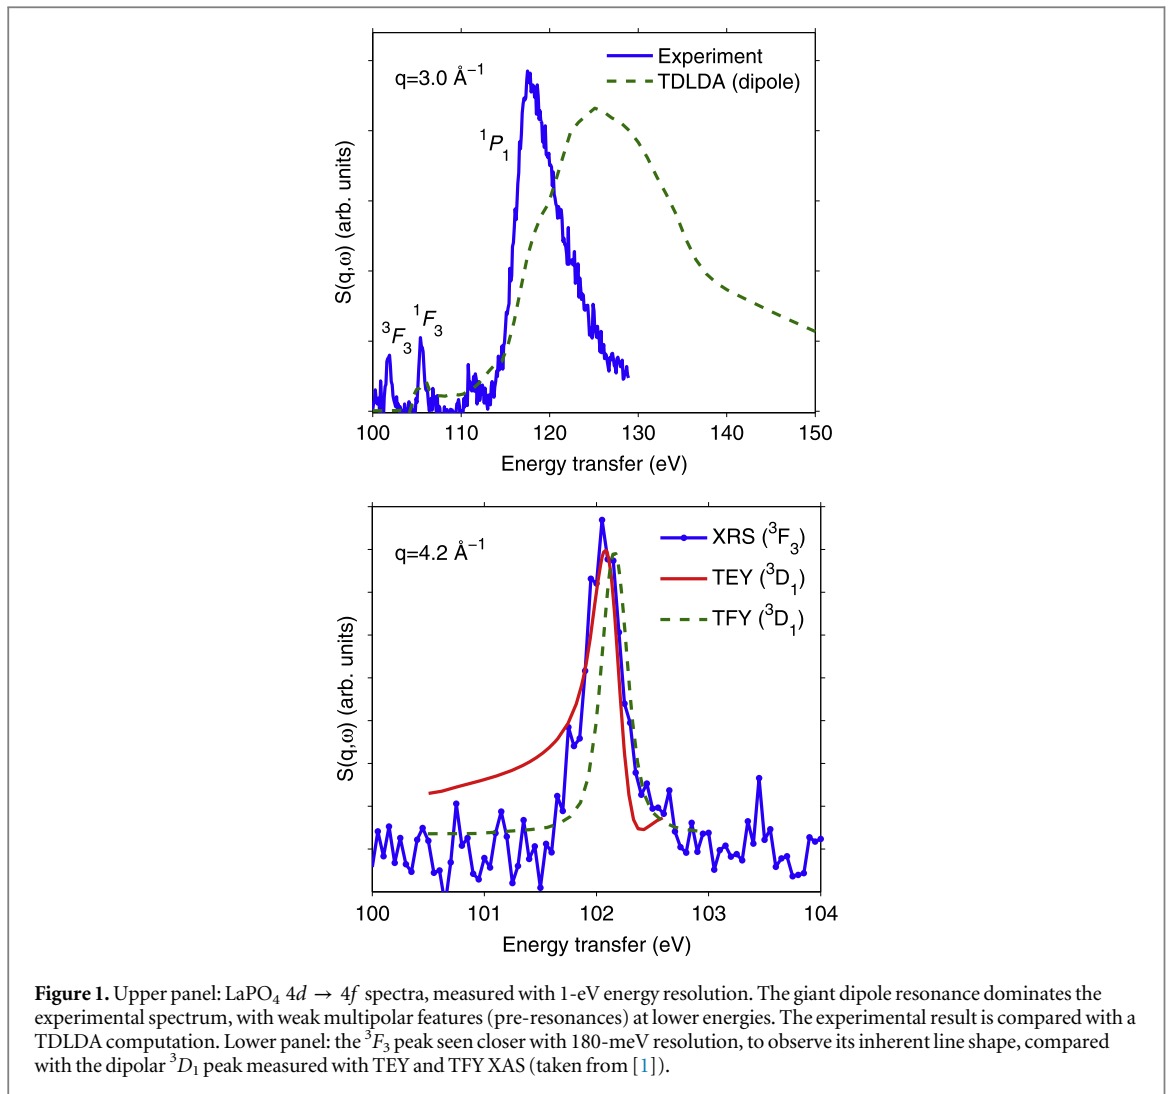 q=3.0 Å⁻¹
Experiment
TDLDA (dipole)
¹P₁
³F₃
¹F₃
S(q,ω) (arb. units)
100 110 120 130 140 150
Energy transfer (eV)
q=4.2 Å⁻¹
XRS (³F₃)
TEY (³D₁)
TFY (³D₁)
S(q,ω) (arb. units)
100 101 102 103 104
Energy transfer (eV)
Figure 1. Upper panel: LaPO₄ 4d → 4f spectra, measured with 1-eV energy resolution. The giant dipole resonance dominates the
experimental spectrum, with weak multipolar features (pre-resonances) at lower energies. The experimental result is compared with a
TDLDA computation. Lower panel: the ³F₃ peak seen closer with 180-meV resolution, to observe its inherent line shape, compared
with the dipolar ³D₁ peak measured with TEY and TFY XAS (taken from [1]).